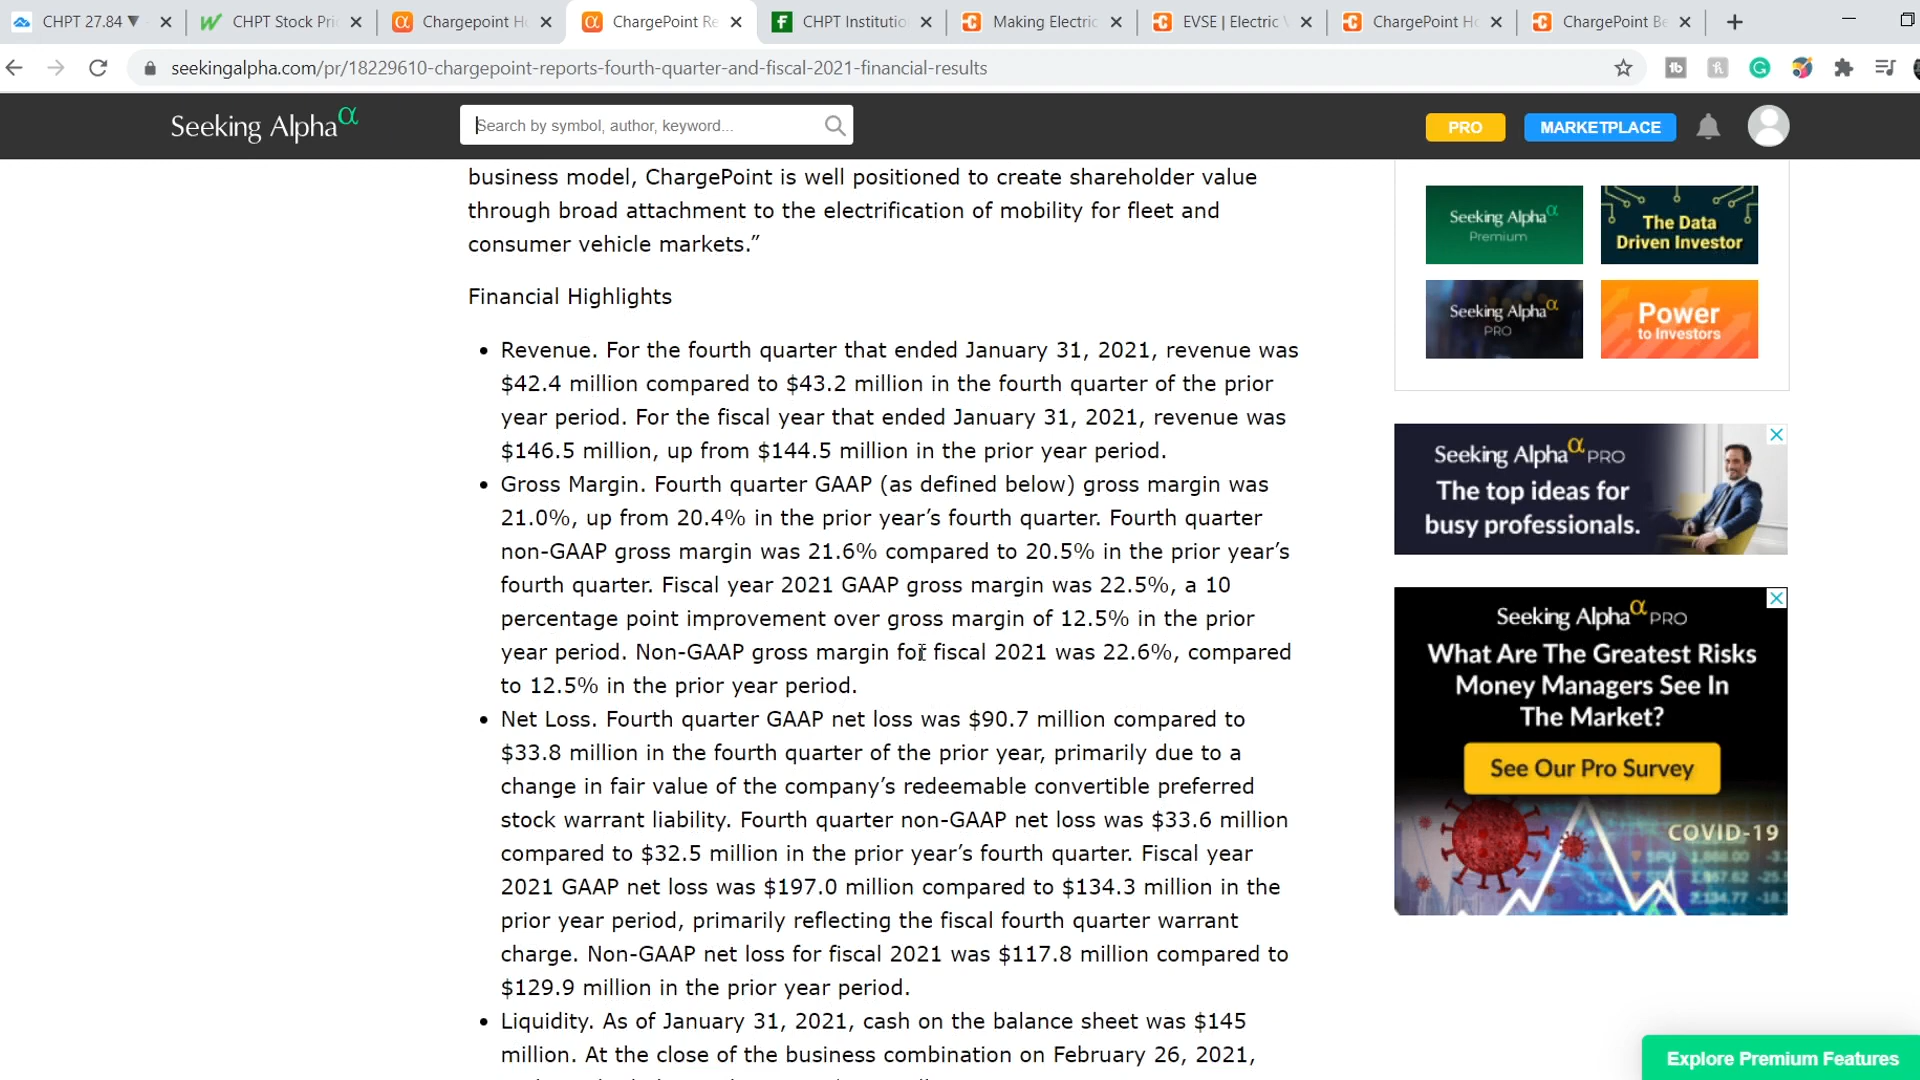 CHPT 27.84 ▼
CHPT Stock Pri
Chargepoint H
ChargePoint Re
CHPT Institutio
Making Electric
EVSE | Electric V
ChargePoint Ho
ChargePoint Be
seekingalpha.com/pr/18229610-chargepoint-reports-fourth-quarter-and-fiscal-2021-financial-results
Seeking Alphaα
Search by symbol, author, keyword...
PRO
MARKETPLACE
business model, ChargePoint is well positioned to create shareholder value
through broad attachment to the electrification of mobility for fleet and
consumer vehicle markets.”
Financial Highlights
• Revenue. For the fourth quarter that ended January 31, 2021, revenue was
$42.4 million compared to $43.2 million in the fourth quarter of the prior
year period. For the fiscal year that ended January 31, 2021, revenue was
$146.5 million, up from $144.5 million in the prior year period.
• Gross Margin. Fourth quarter GAAP (as defined below) gross margin was
21.0%, up from 20.4% in the prior year’s fourth quarter. Fourth quarter
non-GAAP gross margin was 21.6% compared to 20.5% in the prior year’s
fourth quarter. Fiscal year 2021 GAAP gross margin was 22.5%, a 10
percentage point improvement over gross margin of 12.5% in the prior
year period. Non-GAAP gross margin for fiscal 2021 was 22.6%, compared
to 12.5% in the prior year period.
• Net Loss. Fourth quarter GAAP net loss was $90.7 million compared to
$33.8 million in the fourth quarter of the prior year, primarily due to a
change in fair value of the company’s redeemable convertible preferred
stock warrant liability. Fourth quarter non-GAAP net loss was $33.6 million
compared to $32.5 million in the prior year’s fourth quarter. Fiscal year
2021 GAAP net loss was $197.0 million compared to $134.3 million in the
prior year period, primarily reflecting the fiscal fourth quarter warrant
charge. Non-GAAP net loss for fiscal 2021 was $117.8 million compared to
$129.9 million in the prior year period.
• Liquidity. As of January 31, 2021, cash on the balance sheet was $145
million. At the close of the business combination on February 26, 2021,
Seeking Alphaα
Premium
The Data
Driven Investor
Seeking Alphaα
PRO
Power
to Investors
Seeking Alphaα PRO
The top ideas for
busy professionals.
Seeking Alphaα PRO
What Are The Greatest Risks
Money Managers See In
The Market?
See Our Pro Survey
COVID-19
Explore Premium Features